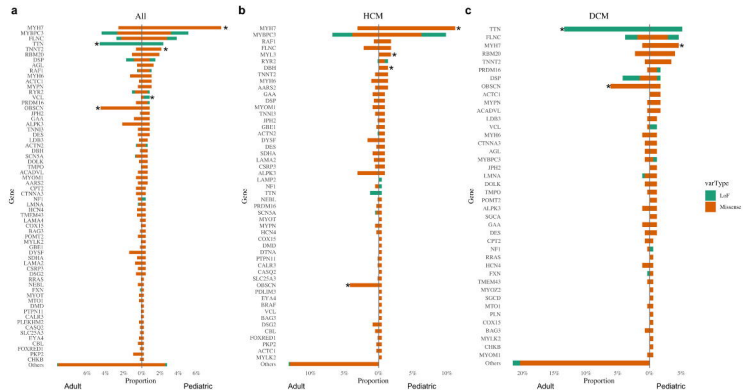 a
All
b
HCM
c
DCM
MYH7
MYBPC3
FLNC
TTN
TNNT2
RBM20
DSP
AGL
RAF1
MYH6
ACTC1
MYPN
RYR2
VCL
PRDM16
OBSCN
JPH2
GAA
ALPK3
TNNI3
DES
LDB3
ACTN2
DBH
SCN5A
DOLK
TMPO
ACADVL
MYOM1
AARS2
CPT2
CTNNA3
NF1
LMNA
HCN4
TMEM43
LAMA4
COX15
BAG3
POMT2
MYLK2
GBE1
DYSF
SDHA
LAMA2
CSRP3
DSG2
RRAS
NEBL
FXN
MYOT
MTO1
DMD
PTPN11
CALR3
PLEKHM2
CASQ2
SLC25A3
EYA4
CBL
FOXRED1
PKP2
CHKB
Others
Gene
6% 4% 2% 0% 2% 4% 6%
Adult Proportion Pediatric
MYH7
MYBPC3
RAF1
FLNC
MYL3
RYR2
DBH
TNNT2
MYH6
AARS2
GAA
DSP
MYOM1
TNNI3
JPH2
GBE1
ACTN2
DYSF
DES
SDHA
LAMA2
CSRP3
ALPK3
LAMP2
NF1
TTN
NEBL
PRDM16
SCN5A
MYOT
MYPN
HCN4
COX15
DMD
DTNA
PTPN11
CALR3
CASQ2
SLC25A3
OBSCN
PDLIM3
EYA4
BRAF
VCL
BAG3
DSG2
CBL
FOXRED1
PKP2
ACTC1
MYLK2
Others
Gene
10% 5% 0% 5% 10%
Adult Proportion Pediatric
TTN
FLNC
MYH7
RBM20
TNNT2
PRDM16
DSP
OBSCN
ACTC1
MYPN
ACADVL
LDB3
VCL
MYH6
CTNNA3
AGL
MYBPC3
JPH2
LMNA
DOLK
TMPO
POMT2
ALPK3
SGCA
GAA
DES
CPT2
NF1
RRAS
HCN4
FXN
TMEM43
MYOZ2
SGCD
MTO1
PLN
COX15
BAG3
MYLK2
CHKB
MYOM1
Others
Gene
20% 15% 10% 5% 0% 5%
Adult Proportion Pediatric
varType
LoF
Missense